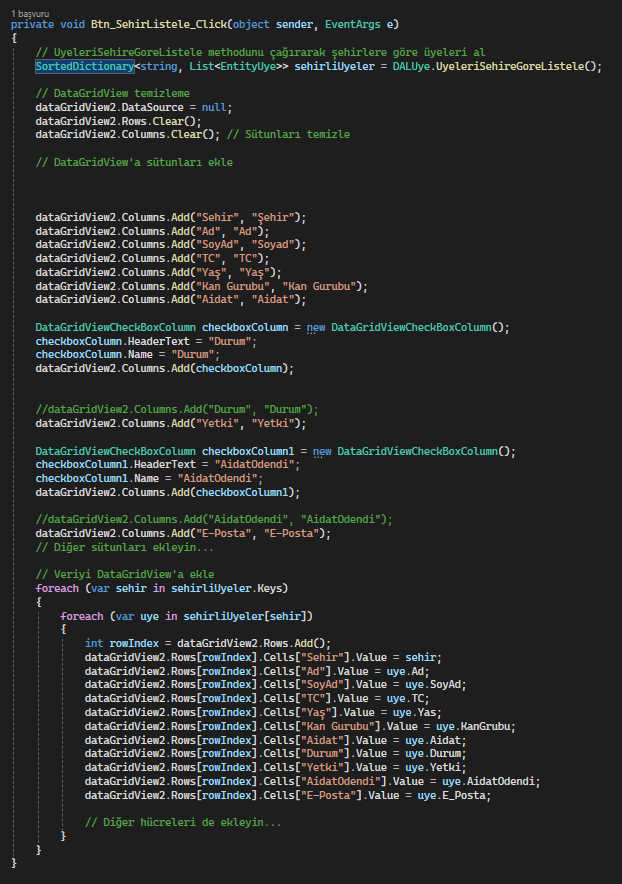 1 başvuru
private void Btn_SehirListele_Click(object sender, EventArgs e)
{
// UyeleriSehireGoreListele methodunu çağırarak şehirlere göre üyeleri al
SortedDictionary<string, List<EntityUye>> sehirliUyeler = DALUye.UyeleriSehireGoreListele();
// DataGridView temizleme
dataGridView2.DataSource = null;
dataGridView2.Rows.Clear();
dataGridView2.Columns.Clear(); // Sütunları temizle
// DataGridView'a sütunları ekle
dataGridView2.Columns.Add("Sehir", "Şehir");
dataGridView2.Columns.Add("Ad", "Ad");
dataGridView2.Columns.Add("SoyAd", "Soyad");
dataGridView2.Columns.Add("TC", "TC");
dataGridView2.Columns.Add("Yaş", "Yaş");
dataGridView2.Columns.Add("Kan Gurubu", "Kan Gurubu");
dataGridView2.Columns.Add("Aidat", "Aidat");
DataGridViewCheckBoxColumn checkboxColumn = new DataGridViewCheckBoxColumn();
checkboxColumn.HeaderText = "Durum";
checkboxColumn.Name = "Durum";
dataGridView2.Columns.Add(checkboxColumn);
//dataGridView2.Columns.Add("Durum", "Durum");
dataGridView2.Columns.Add("Yetki", "Yetki");
DataGridViewCheckBoxColumn checkboxColumn1 = new DataGridViewCheckBoxColumn();
checkboxColumn1.HeaderText = "AidatOdendi";
checkboxColumn1.Name = "AidatOdendi";
dataGridView2.Columns.Add(checkboxColumn1);
//dataGridView2.Columns.Add("AidatOdendi", "AidatOdendi");
dataGridView2.Columns.Add("E-Posta", "E-Posta");
// Diğer sütunları ekleyin...
// Veriyi DataGridView'a ekle
foreach (var sehir in sehirliUyeler.Keys)
{
foreach (var uye in sehirliUyeler[sehir])
{
int rowIndex = dataGridView2.Rows.Add();
dataGridView2.Rows[rowIndex].Cells["Sehir"].Value = sehir;
dataGridView2.Rows[rowIndex].Cells["Ad"].Value = uye.Ad;
dataGridView2.Rows[rowIndex].Cells["SoyAd"].Value = uye.SoyAd;
dataGridView2.Rows[rowIndex].Cells["TC"].Value = uye.TC;
dataGridView2.Rows[rowIndex].Cells["Yaş"].Value = uye.Yas;
dataGridView2.Rows[rowIndex].Cells["Kan Gurubu"].Value = uye.KanGrubu;
dataGridView2.Rows[rowIndex].Cells["Aidat"].Value = uye.Aidat;
dataGridView2.Rows[rowIndex].Cells["Durum"].Value = uye.Durum;
dataGridView2.Rows[rowIndex].Cells["Yetki"].Value = uye.Yetki;
dataGridView2.Rows[rowIndex].Cells["AidatOdendi"].Value = uye.AidatOdendi;
dataGridView2.Rows[rowIndex].Cells["E-Posta"].Value = uye.E_Posta;
// Diğer hücreleri de ekleyin...
}
}
}